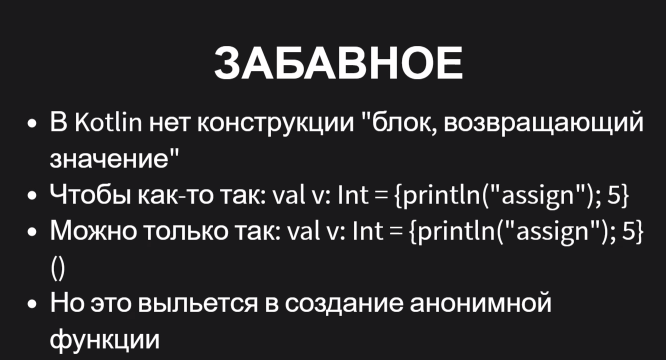 ЗАБАВНОЕ
• В Kotlin нет конструкции "блок, возвращающий
значение"
• Чтобы как-то так: val v: Int = {println("assign"); 5}
• Можно только так: val v: Int = {println("assign"); 5}
()
• Но это выльется в создание анонимной
функции